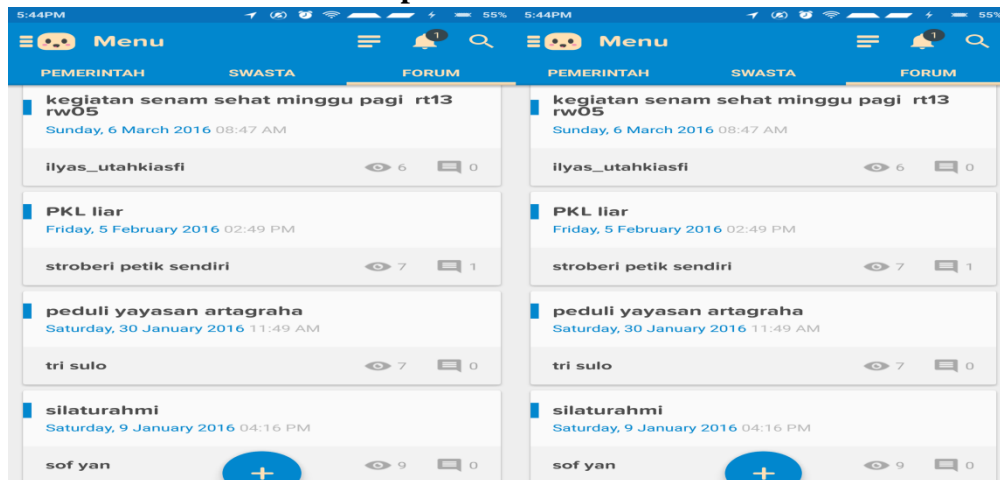 5:44PM 55%
Menu 1
PEMERINTAH SWASTA FORUM
kegiatan senam sehat minggu pagi rt13
rw05
Sunday, 6 March 2016 08:47 AM
ilyas_utahkiasfi 6 0
PKL liar
Friday, 5 February 2016 02:49 PM
stroberi petik sendiri 7 1
peduli yayasan artagraha
Saturday, 30 January 2016 11:49 AM
tri sulo 7 0
silaturahmi
Saturday, 9 January 2016 04:16 PM
sof yan 9 0
5:44PM 55%
Menu 1
PEMERINTAH SWASTA FORUM
kegiatan senam sehat minggu pagi rt13
rw05
Sunday, 6 March 2016 08:47 AM
ilyas_utahkiasfi 6 0
PKL liar
Friday, 5 February 2016 02:49 PM
stroberi petik sendiri 7 1
peduli yayasan artagraha
Saturday, 30 January 2016 11:49 AM
tri sulo 7 0
silaturahmi
Saturday, 9 January 2016 04:16 PM
sof yan 9 0